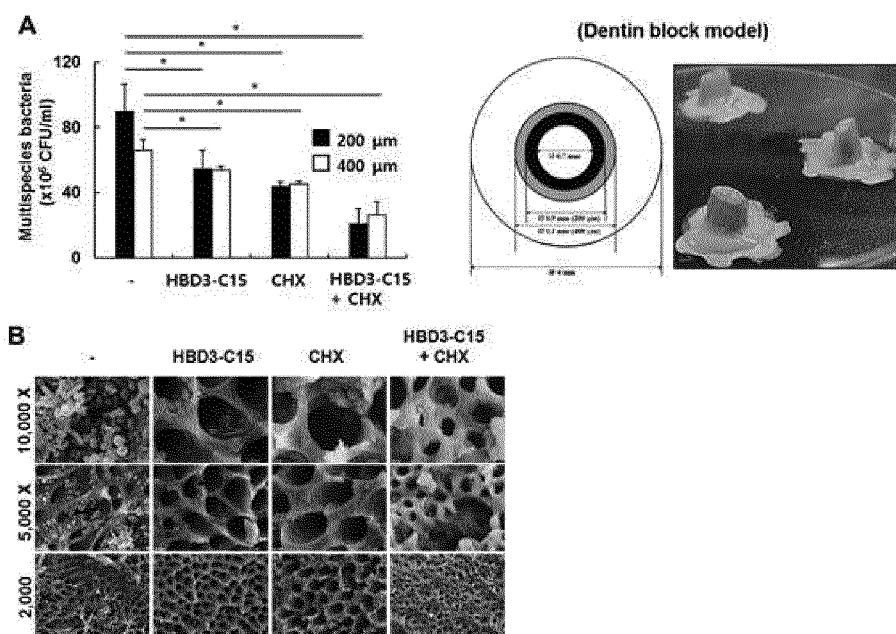 A
Multispecies bacteria
(x10⁵ CFU/ml)
120
80
40
0
*
*
*
*
*
*
200 μm
400 μm
-
HBD3-C15
CHX
HBD3-C15
+ CHX
(Dentin block model)
B
-
HBD3-C15
CHX
HBD3-C15
+ CHX
10,000 X
5,000 X
2,000